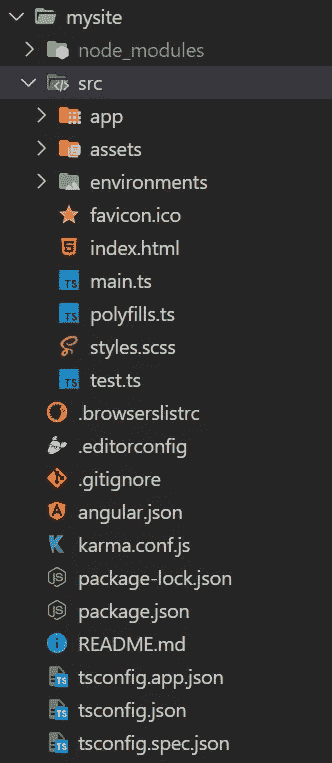 mysite
node_modules
src
app
assets
environments
favicon.ico
index.html
main.ts
polyfills.ts
styles.scss
test.ts
.browserslistrc
.editorconfig
.gitignore
angular.json
karma.conf.js
package-lock.json
package.json
README.md
tsconfig.app.json
tsconfig.json
tsconfig.spec.json